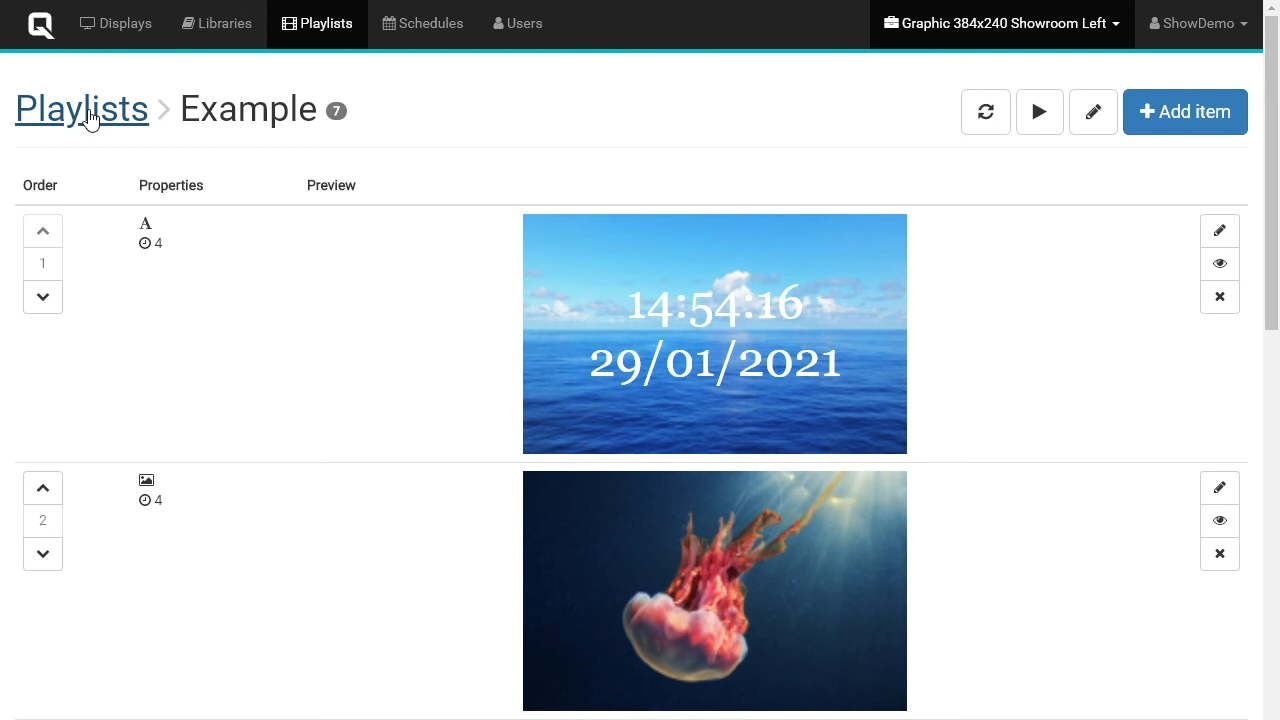 Displays Libraries Playlists Schedules Users Graphic 384x240 Showroom Left ShowDemo
Playlists > Example 7 Add item
Order Properties Preview
1
A
4
14:54:16
29/01/2021
2
4